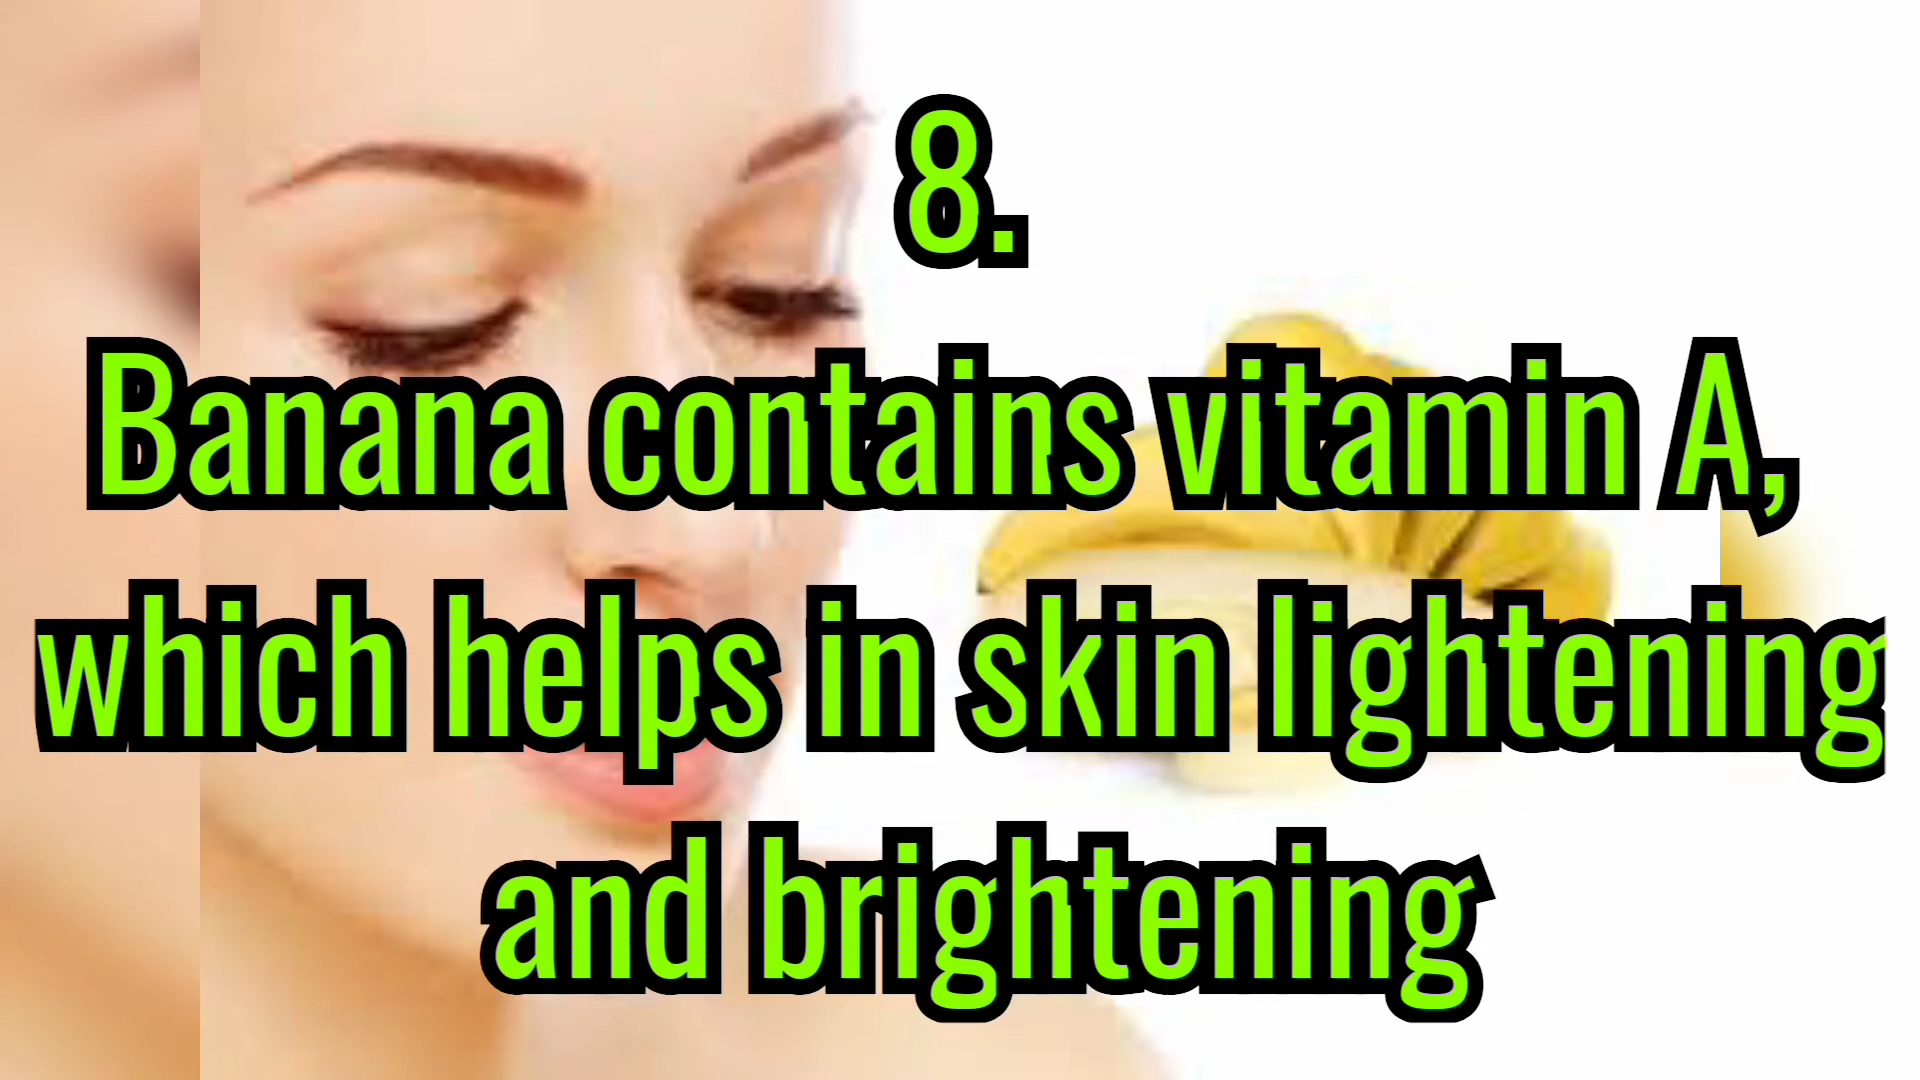 8.
Banana contains vitamin A,
which helps in skin lightening
and brightening